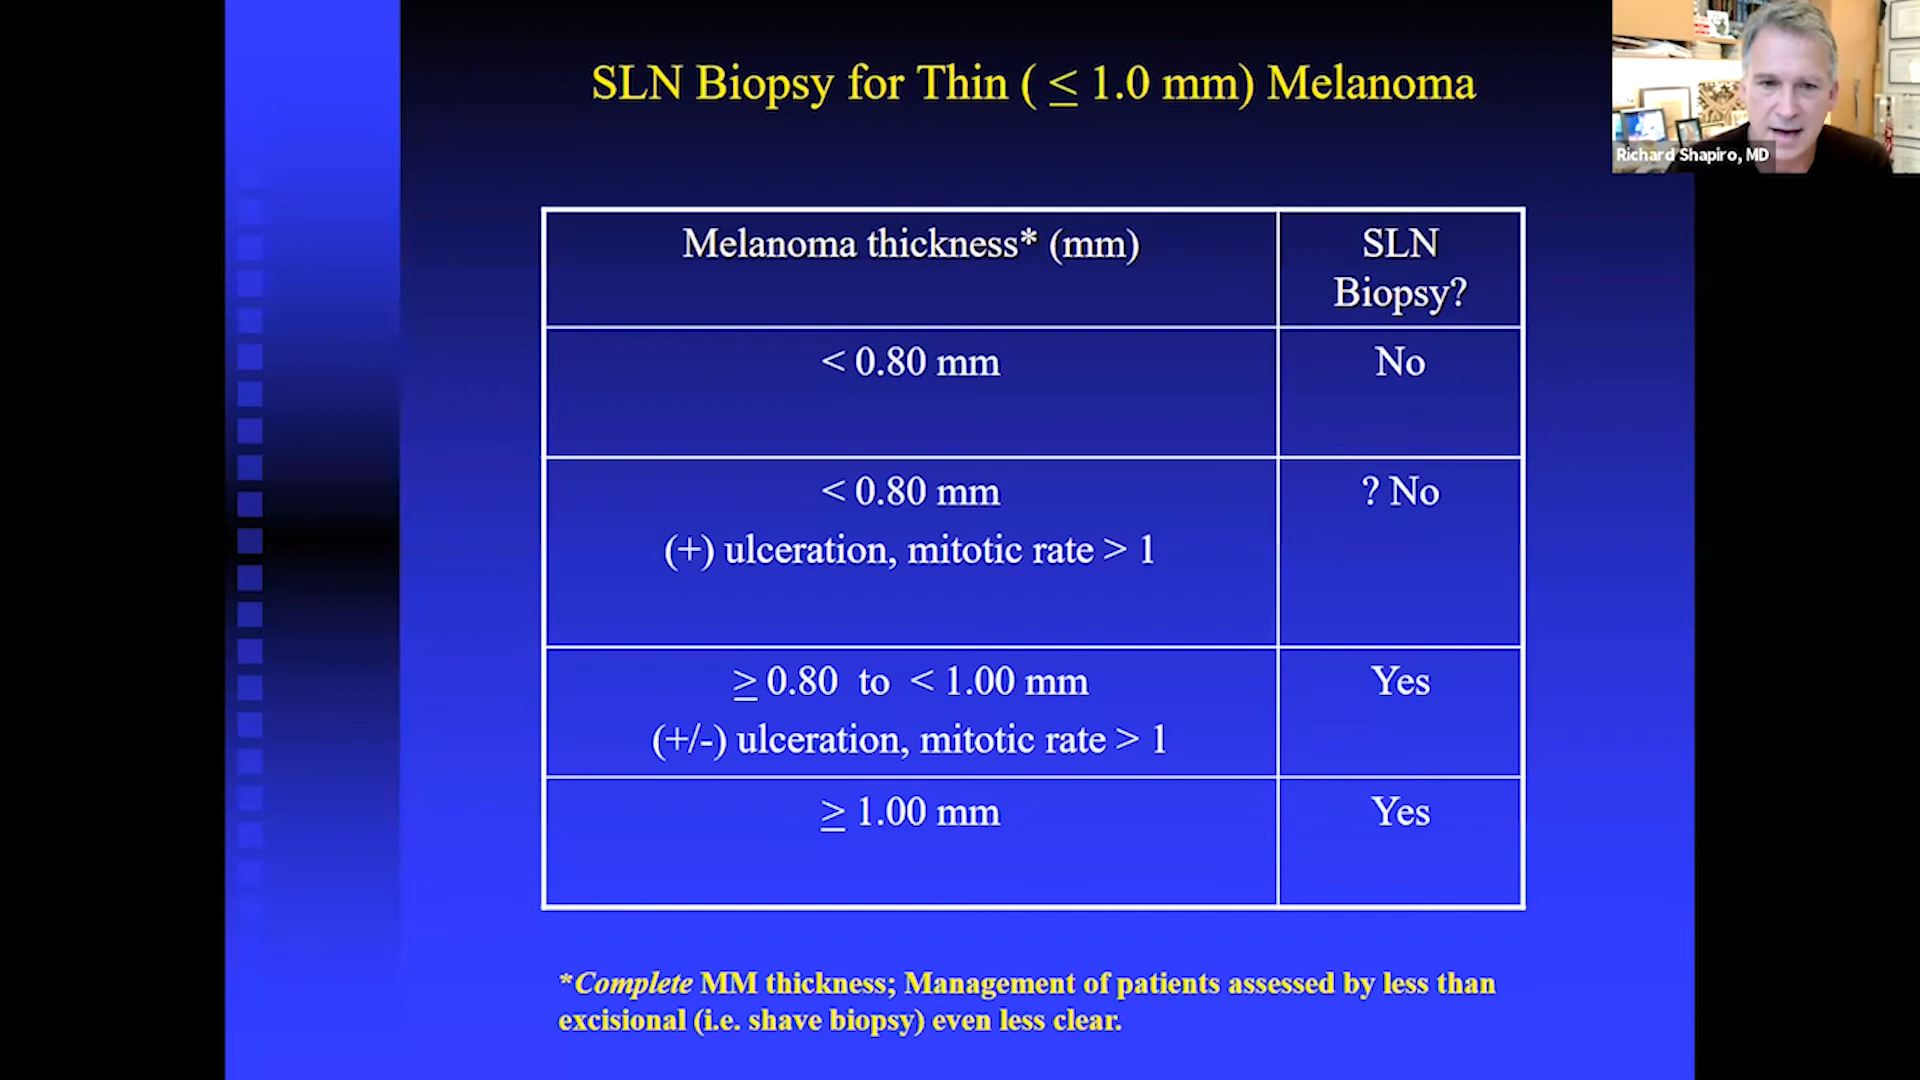 SLN Biopsy for Thin ( ≤ 1.0 mm) Melanoma
Richard Shapiro, MD
Melanoma thickness* (mm)
SLN
Biopsy?
< 0.80 mm
No
< 0.80 mm
(+) ulceration, mitotic rate > 1
? No
≥ 0.80 to < 1.00 mm
(+/-) ulceration, mitotic rate > 1
Yes
≥ 1.00 mm
Yes
*Complete MM thickness; Management of patients assessed by less than
excisional (i.e. shave biopsy) even less clear.